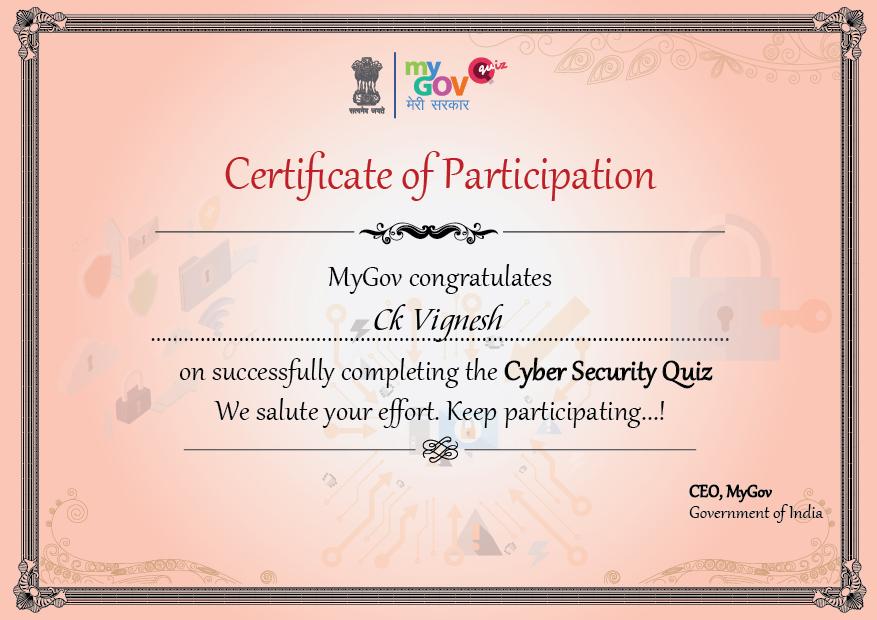 my quiz
GOV
सत्यमेव जयते
मेरी सरकार
Certificate of Participation
MyGov congratulates
Ck Vignesh
on successfully completing the Cyber Security Quiz
We salute your effort. Keep participating...!
CEO, MyGov
Government of India